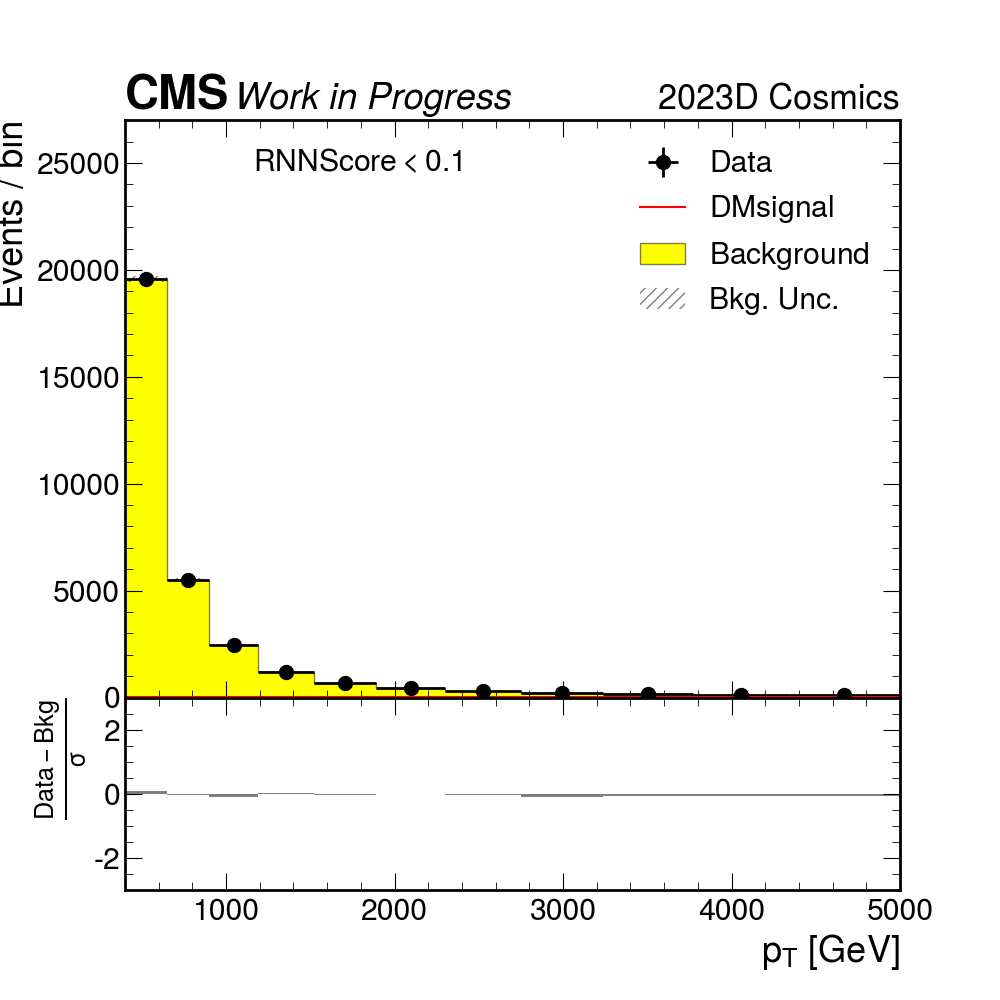 CMS Work in Progress 2023D Cosmics
Events / bin
RNNScore < 0.1
Data
DMsignal
Background
Bkg. Unc.
25000
20000
15000
10000
5000
0
Data − Bkg
σ
2
0
-2
1000 2000 3000 4000 5000
pT [GeV]